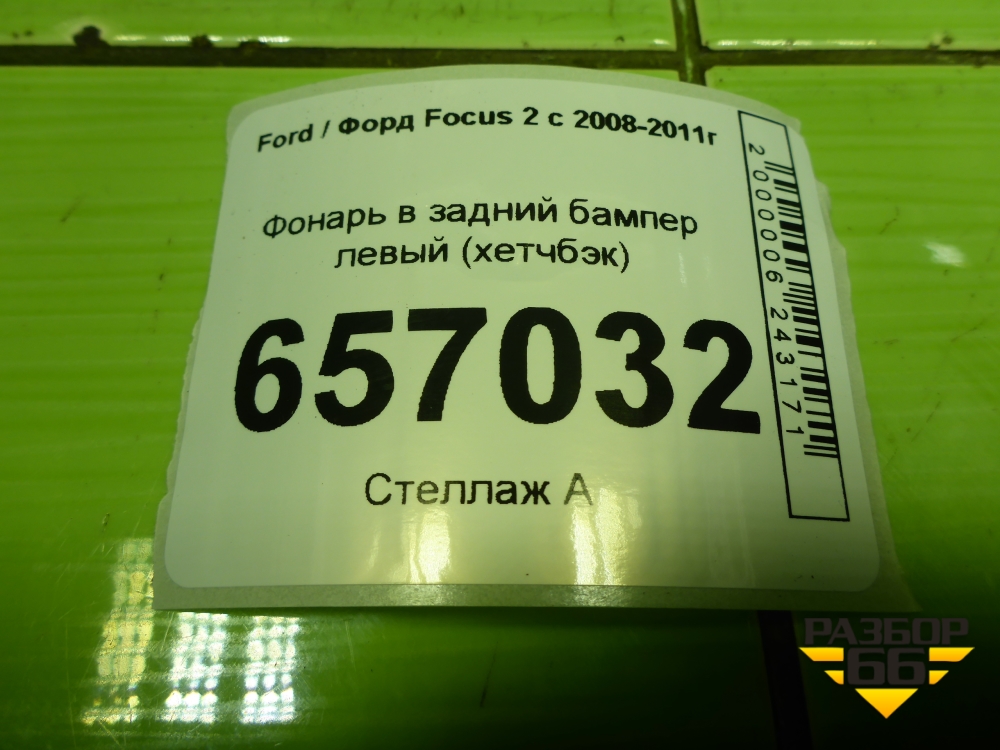 Ford / Форд Focus 2 с 2008-2011г
Фонарь в задний бампер
левый (хетчбэк)
657032
Стеллаж А
2000006243171
РАЗБОР
66